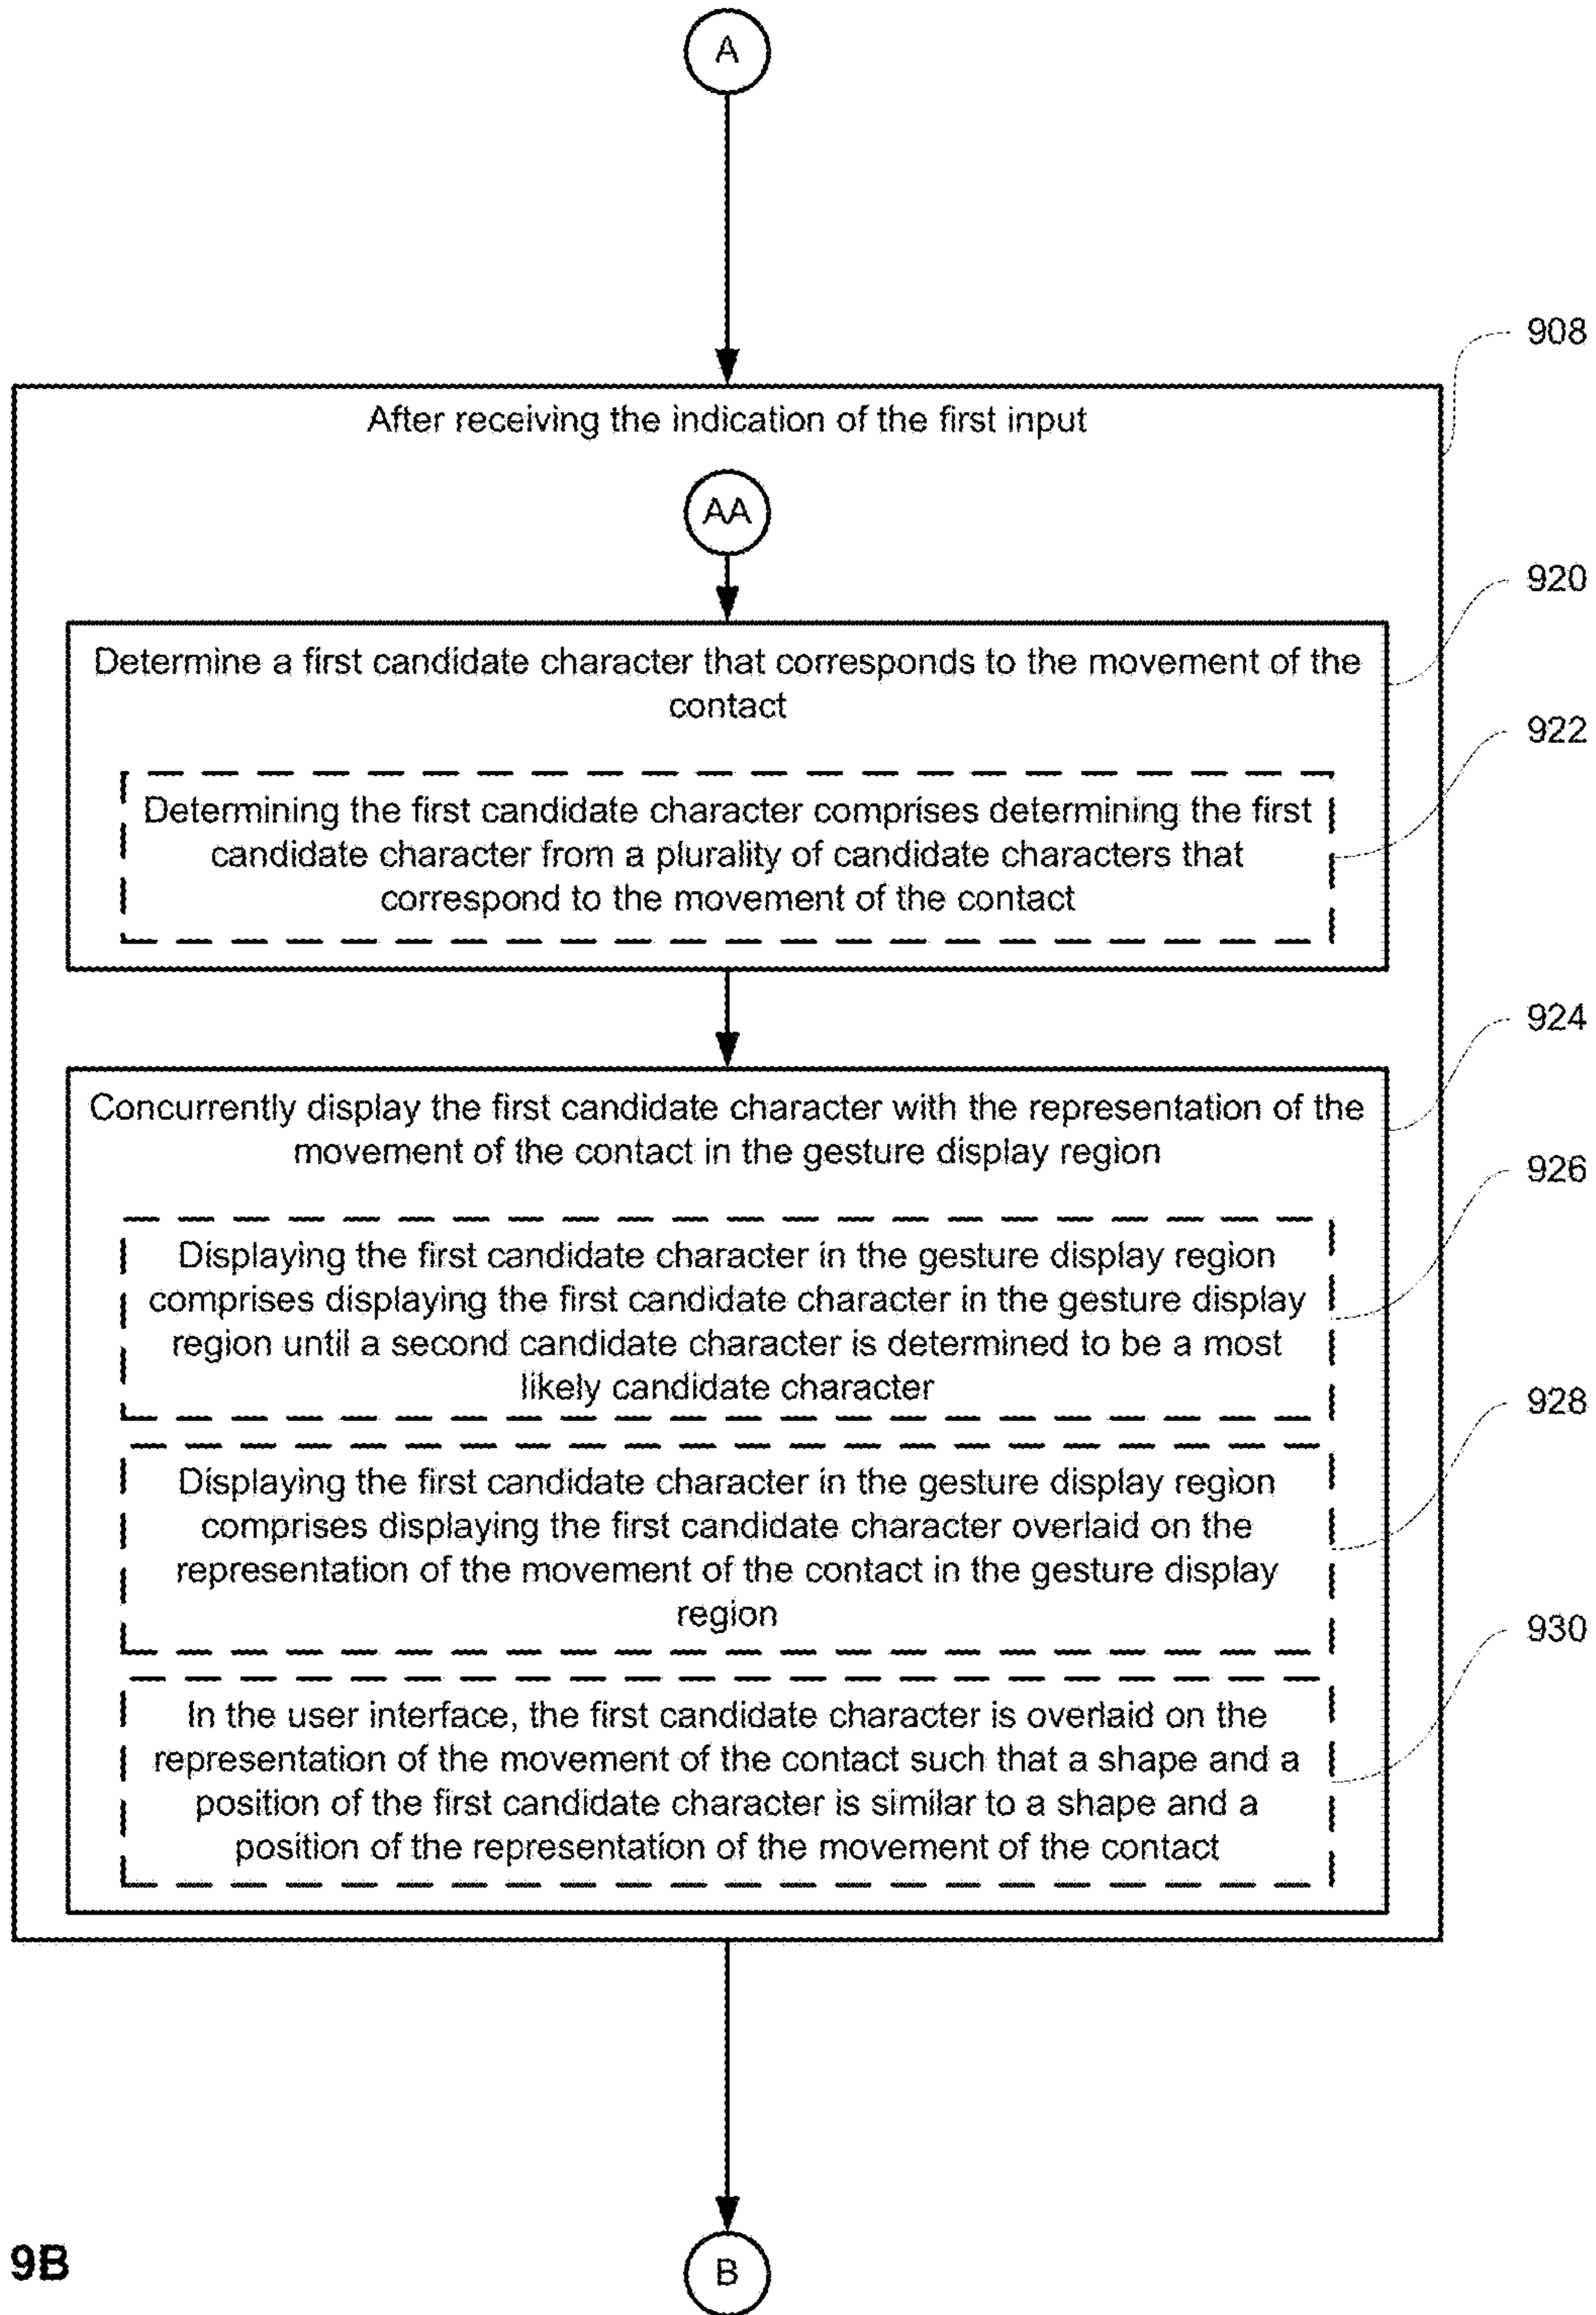 A
908
After receiving the indication of the first input
AA
920
Determine a first candidate character that corresponds to the movement of the
contact
922
Determining the first candidate character comprises determining the first
candidate character from a plurality of candidate characters that
correspond to the movement of the contact
924
Concurrently display the first candidate character with the representation of the
movement of the contact in the gesture display region
926
Displaying the first candidate character in the gesture display region
comprises displaying the first candidate character in the gesture display
region until a second candidate character is determined to be a most
likely candidate character
928
Displaying the first candidate character in the gesture display region
comprises displaying the first candidate character overlaid on the
representation of the movement of the contact in the gesture display
region
930
In the user interface, the first candidate character is overlaid on the
representation of the movement of the contact such that a shape and a
position of the first candidate character is similar to a shape and a
position of the representation of the movement of the contact
9B
B